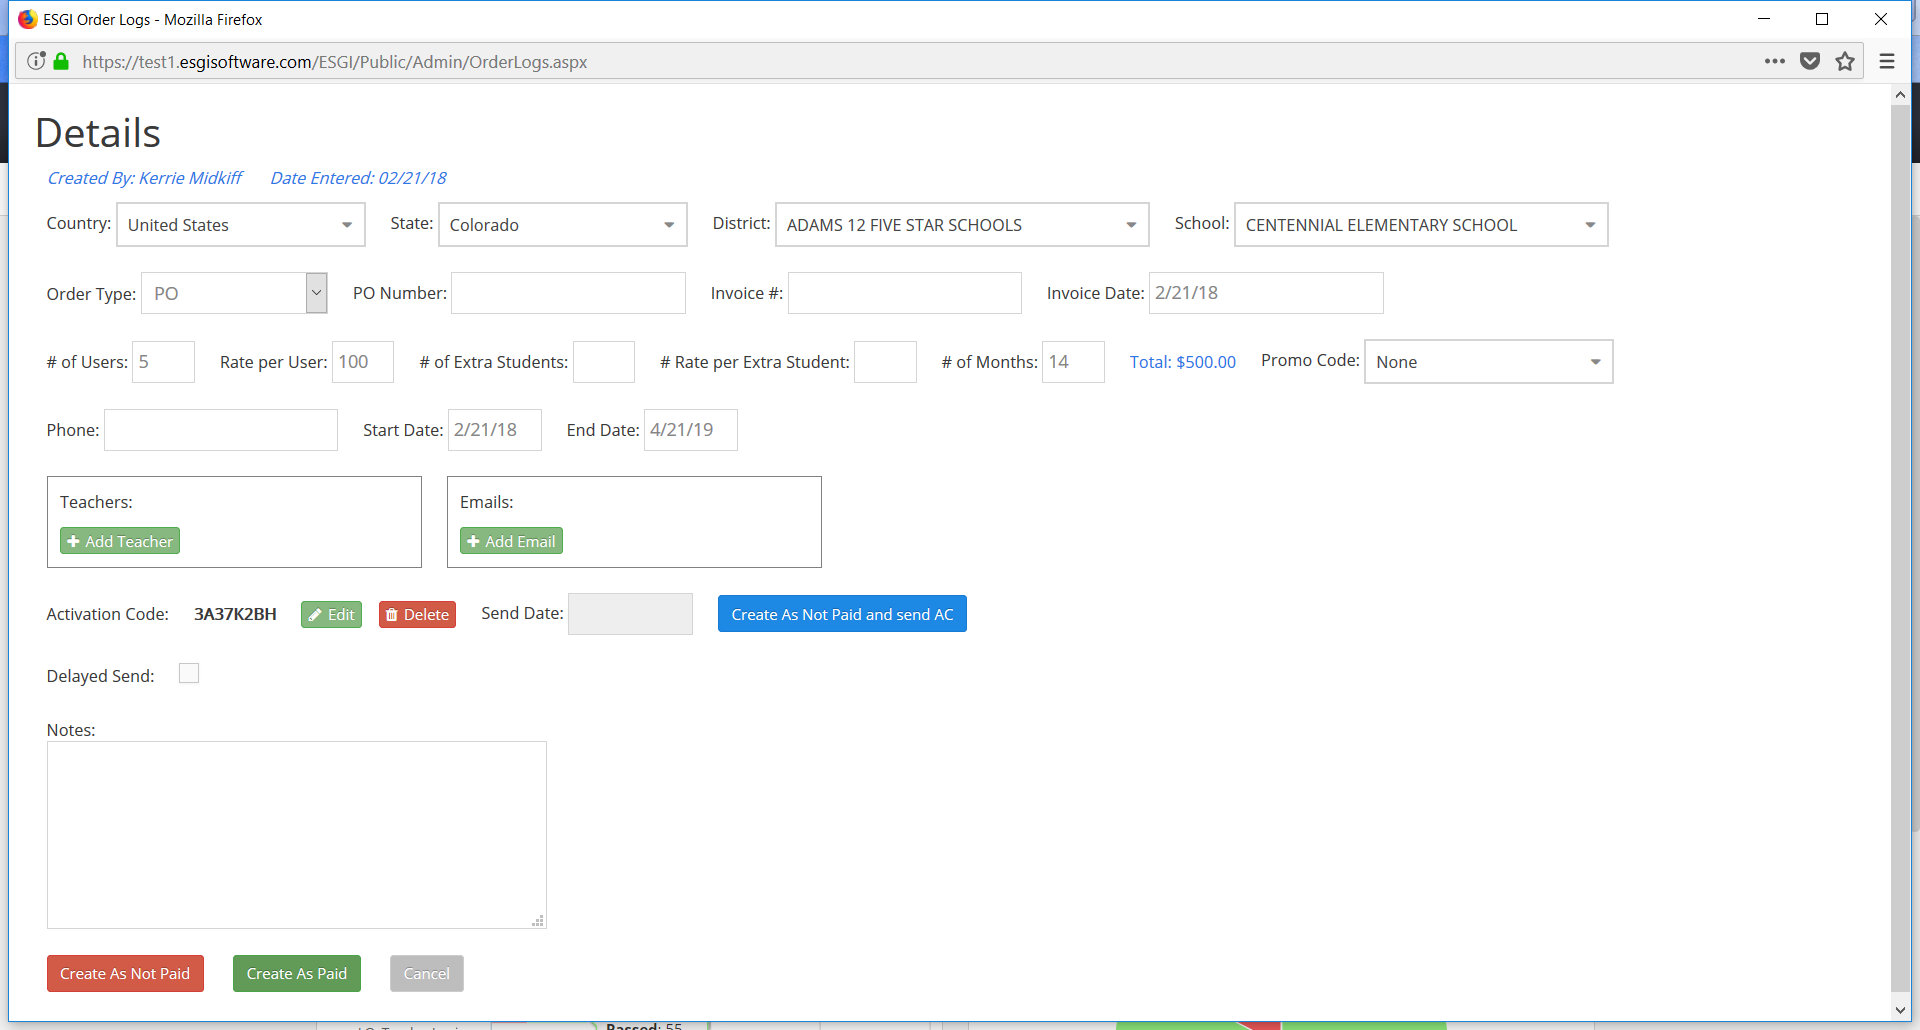 ESGI Order Logs - Mozilla Firefox
https://test1.esgisoftware.com/ESGI/Public/Admin/OrderLogs.aspx
Details
Created By: Kerrie Midkiff Date Entered: 02/21/18
Country: United States State: Colorado District: ADAMS 12 FIVE STAR SCHOOLS School: CENTENNIAL ELEMENTARY SCHOOL
Order Type: PO PO Number: Invoice #: Invoice Date: 2/21/18
# of Users: 5 Rate per User: 100 # of Extra Students: # Rate per Extra Student: # of Months: 14 Total: $500.00 Promo Code: None
Phone: Start Date: 2/21/18 End Date: 4/21/19
Teachers: Emails:
Add Teacher Add Email
Activation Code: 3A37K2BH Edit Delete Send Date: Create As Not Paid and send AC
Delayed Send:
Notes:
Create As Not Paid Create As Paid Cancel
Passed: 55